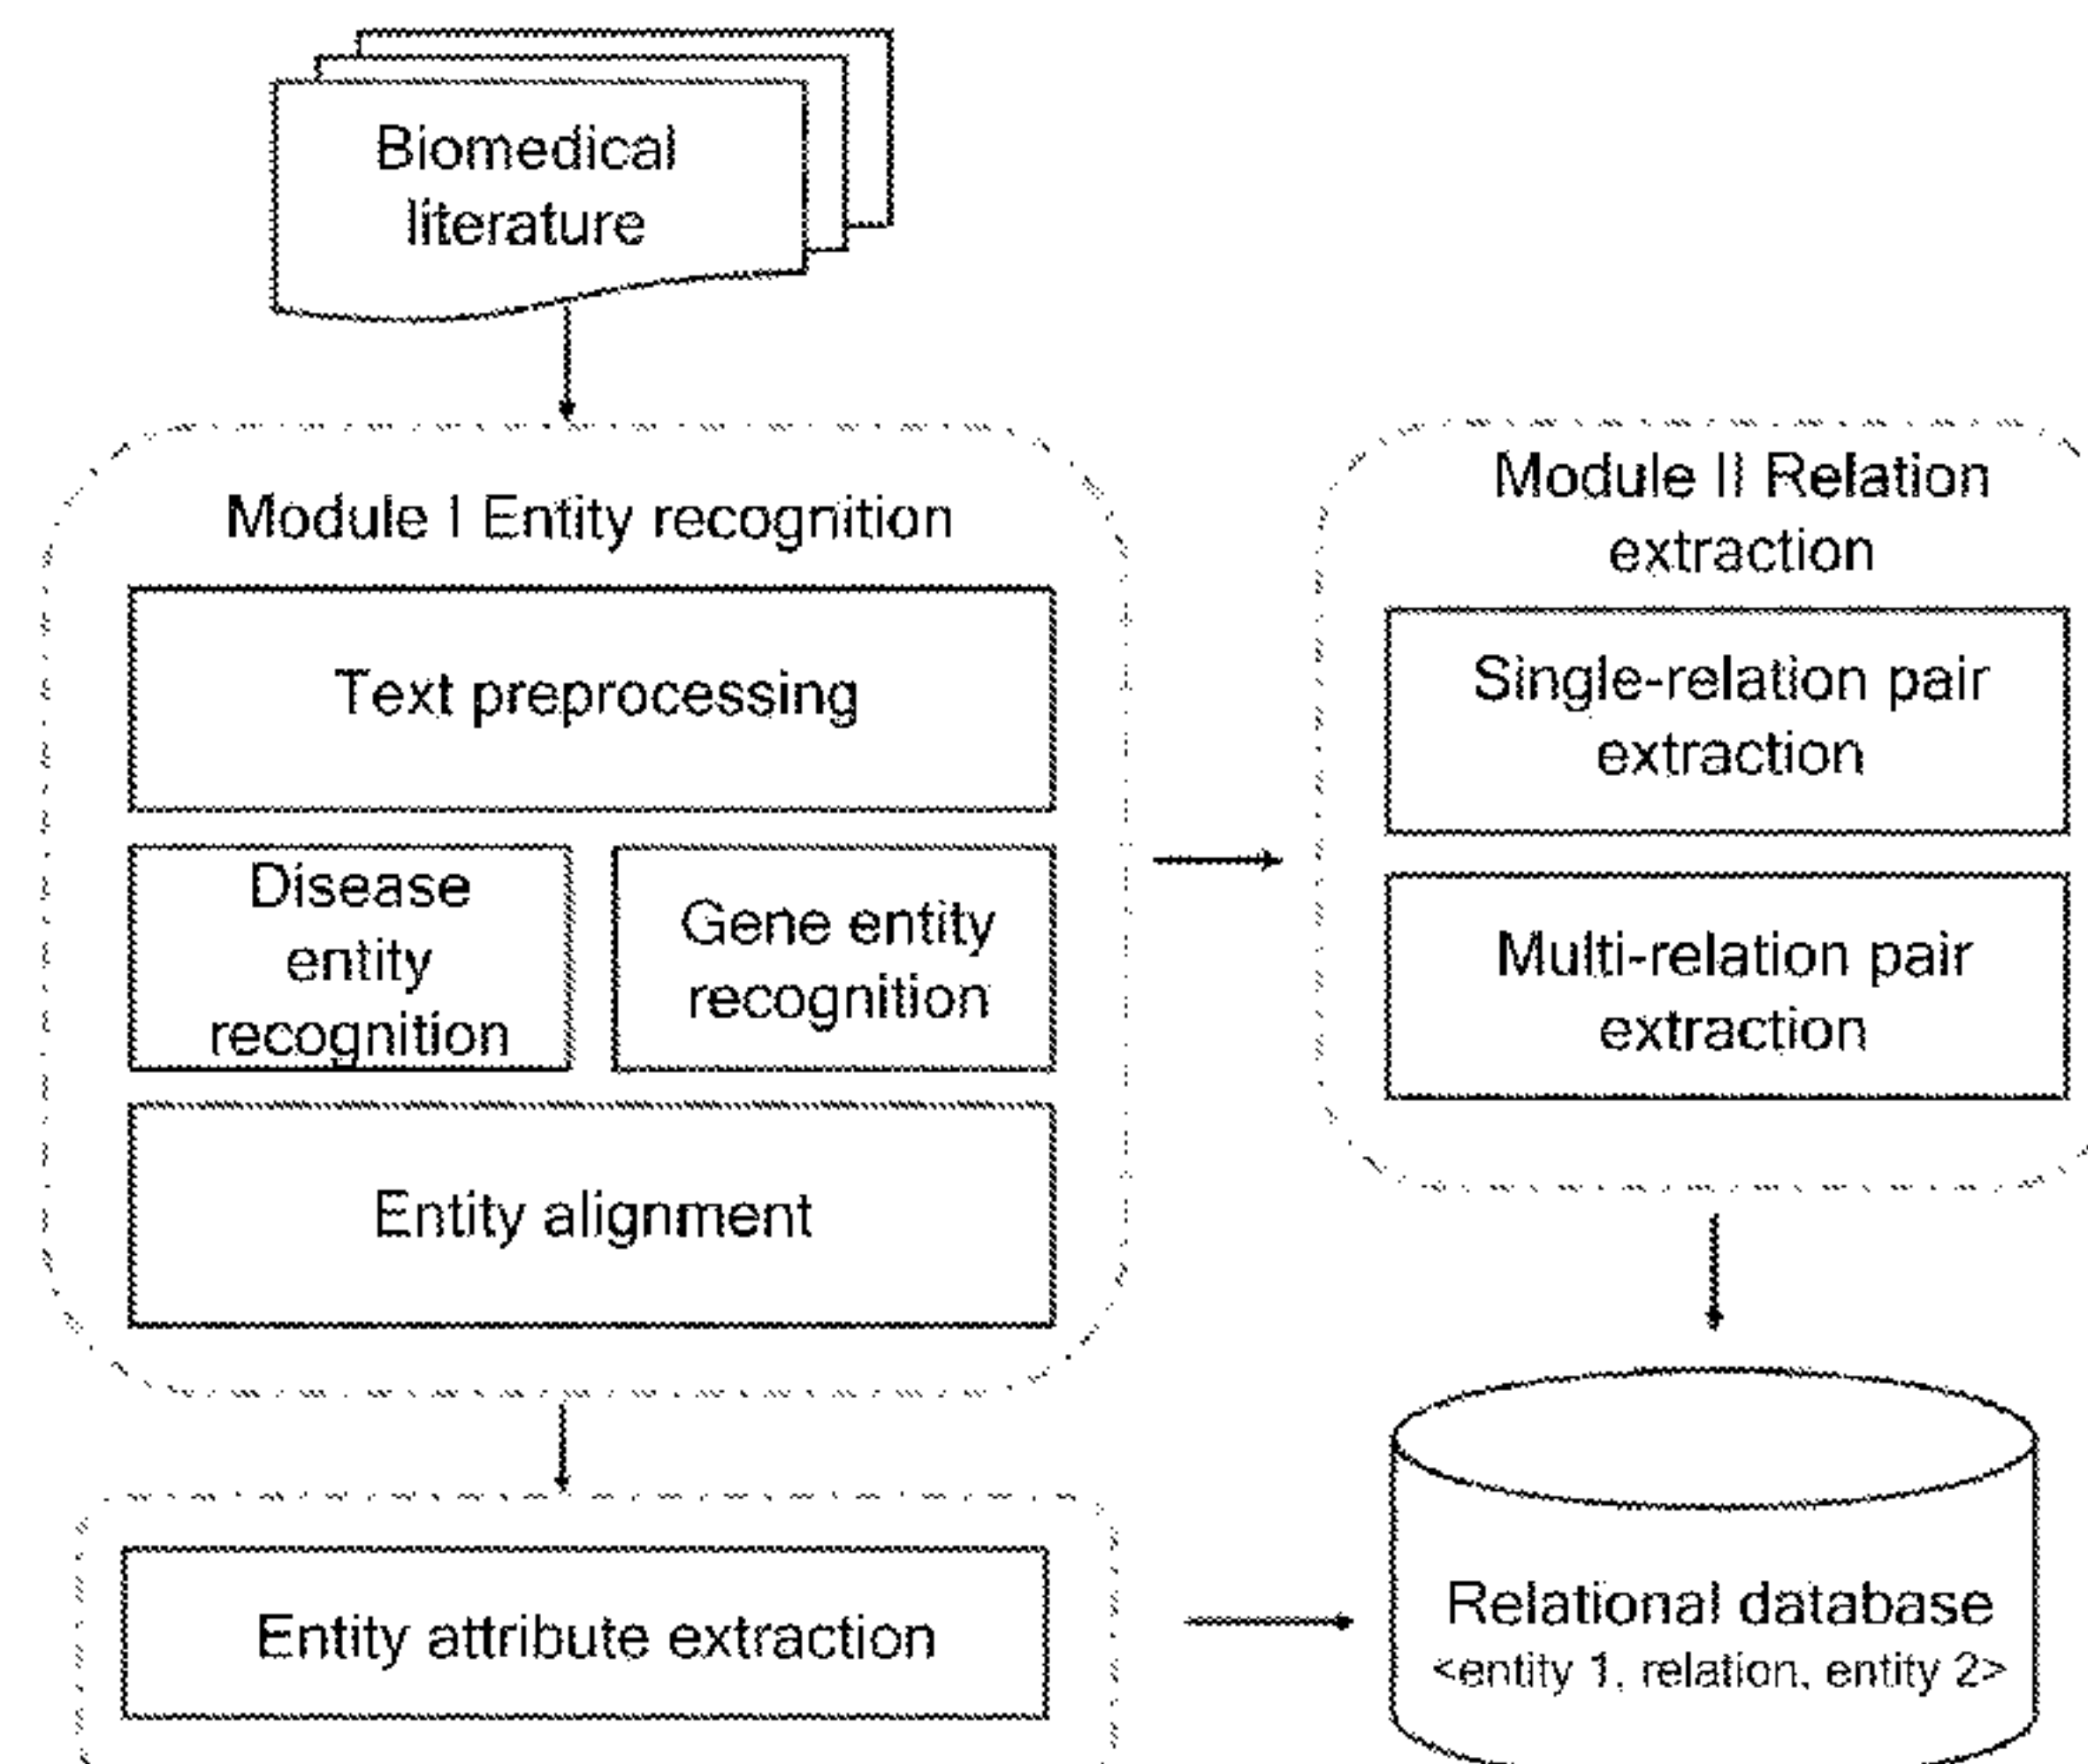 Biomedical
literature
Module I Entity recognition
Text preprocessing
Disease
entity
recognition
Gene entity
recognition
Entity alignment
Entity attribute extraction
Module II Relation
extraction
Single-relation pair
extraction
Multi-relation pair
extraction
Relational database
<entity 1, relation, entity 2>